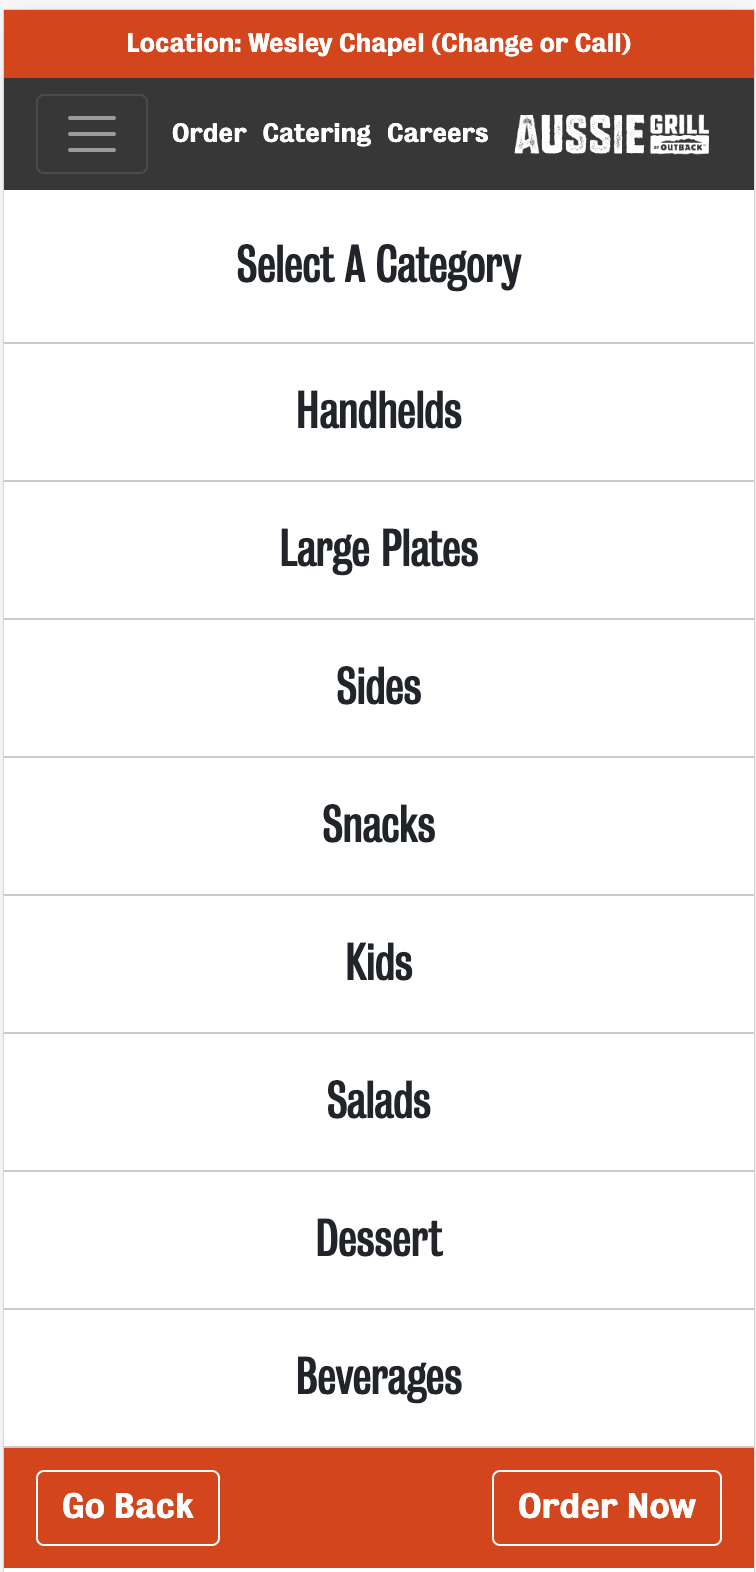 Location: Wesley Chapel (Change or Call)
Order Catering Careers AUSSIE GRILL BY OUTBACK
Select A Category
Handhelds
Large Plates
Sides
Snacks
Kids
Salads
Dessert
Beverages
Go Back Order Now